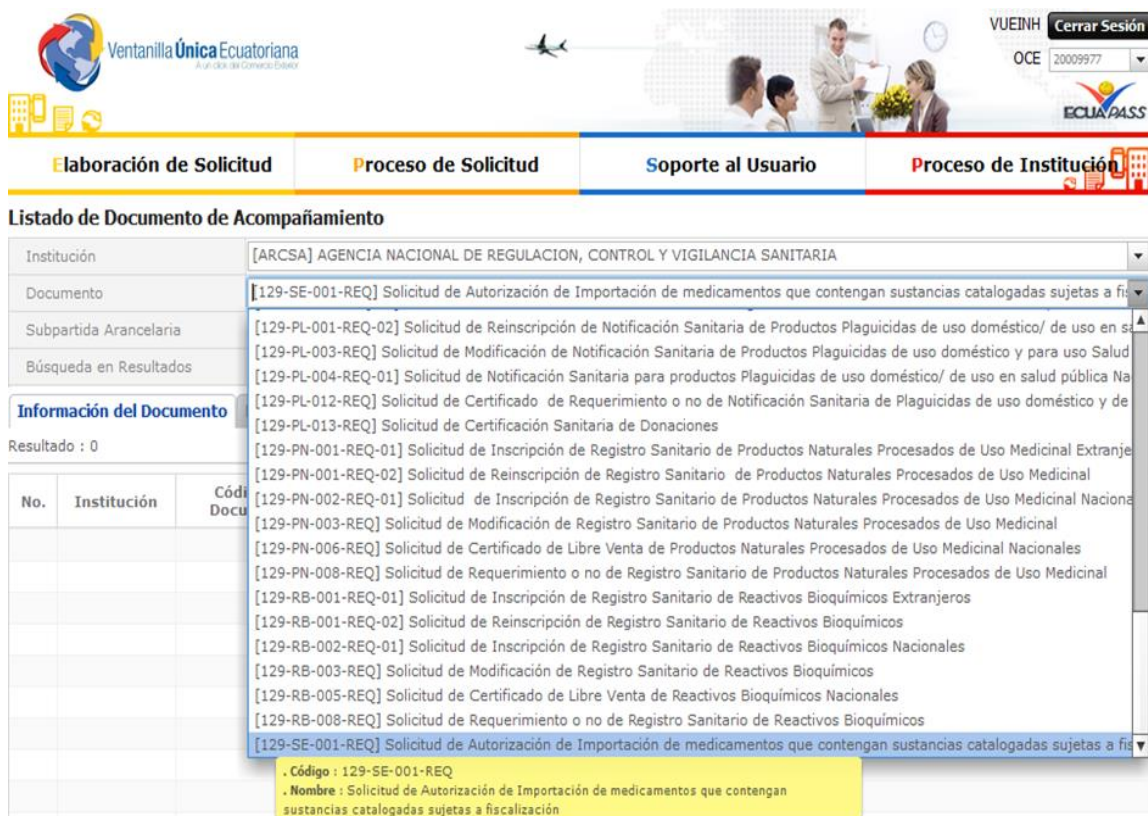 Ventanilla Única Ecuatoriana
A un click del Comercio Exterior
VUEINH Cerrar Sesión
OCE 20009977
ECUAPASS
Elaboración de Solicitud Proceso de Solicitud Soporte al Usuario Proceso de Institución
Listado de Documento de Acompañamiento
Institución [ARCSA] AGENCIA NACIONAL DE REGULACION, CONTROL Y VIGILANCIA SANITARIA
Documento [129-SE-001-REQ] Solicitud de Autorización de Importación de medicamentos que contengan sustancias catalogadas sujetas a fis
Subpartida Arancelaria
Búsqueda en Resultados
Información del Documento
Resultado : 0
No. Institución Códi
Docu
[129-PL-001-REQ-02] Solicitud de Reinscripción de Notificación Sanitaria de Productos Plaguicidas de uso doméstico/ de uso en sa
[129-PL-003-REQ] Solicitud de Modificación de Notificación Sanitaria de Productos Plaguicidas de uso doméstico y para uso Salud
[129-PL-004-REQ-01] Solicitud de Notificación Sanitaria para productos Plaguicidas de uso doméstico/ de uso en salud pública Na
[129-PL-012-REQ] Solicitud de Certificado de Requerimiento o no de Notificación Sanitaria de Plaguicidas de uso doméstico y de
[129-PL-013-REQ] Solicitud de Certificación Sanitaria de Donaciones
[129-PN-001-REQ-01] Solicitud de Inscripción de Registro Sanitario de Productos Naturales Procesados de Uso Medicinal Extranje
[129-PN-001-REQ-02] Solicitud de Reinscripción de Registro Sanitario de Productos Naturales Procesados de Uso Medicinal
[129-PN-002-REQ-01] Solicitud de Inscripción de Registro Sanitario de Productos Naturales Procesados de Uso Medicinal Naciona
[129-PN-003-REQ] Solicitud de Modificación de Registro Sanitario de Productos Naturales Procesados de Uso Medicinal
[129-PN-006-REQ] Solicitud de Certificado de Libre Venta de Productos Naturales Procesados de Uso Medicinal Nacionales
[129-PN-008-REQ] Solicitud de Requerimiento o no de Registro Sanitario de Productos Naturales Procesados de Uso Medicinal
[129-RB-001-REQ-01] Solicitud de Inscripción de Registro Sanitario de Reactivos Bioquímicos Extranjeros
[129-RB-001-REQ-02] Solicitud de Reinscripción de Registro Sanitario de Reactivos Bioquímicos
[129-RB-002-REQ-01] Solicitud de Inscripción de Registro Sanitario de Reactivos Bioquímicos Nacionales
[129-RB-003-REQ] Solicitud de Modificación de Registro Sanitario de Reactivos Bioquímicos
[129-RB-005-REQ] Solicitud de Certificado de Libre Venta de Reactivos Bioquímicos Nacionales
[129-RB-008-REQ] Solicitud de Requerimiento o no de Registro Sanitario de Reactivos Bioquímicos
[129-SE-001-REQ] Solicitud de Autorización de Importación de medicamentos que contengan sustancias catalogadas sujetas a fis
. Código : 129-SE-001-REQ
. Nombre : Solicitud de Autorización de Importación de medicamentos que contengan
sustancias catalogadas sujetas a fiscalización